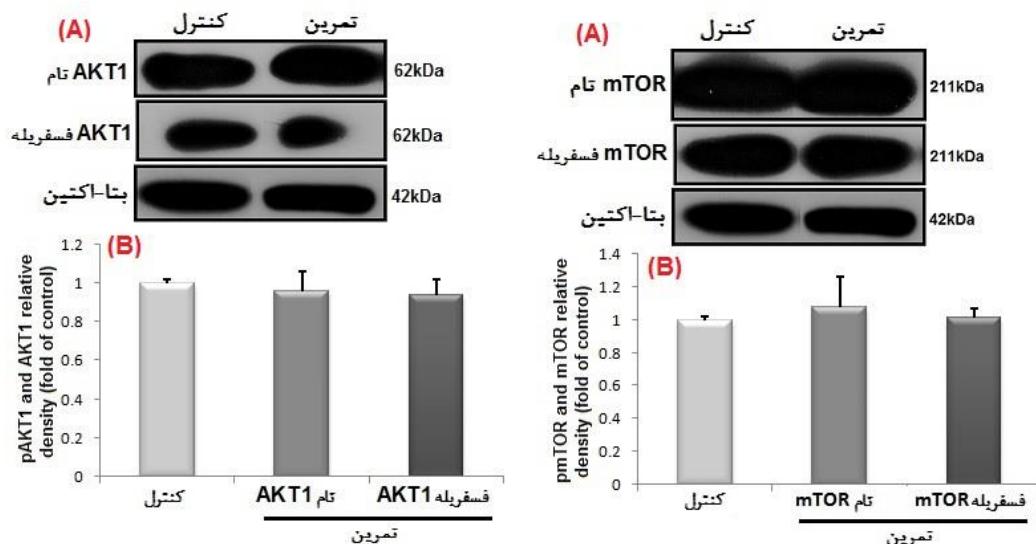 (A)
کنترل تمرین
AKT1 تام 62kDa
AKT1 فسفریله 62kDa
بتا-اکتین 42kDa
(B)
pAKT1 and AKT1 relative
density (fold of control)
1.2
1
0.8
0.6
0.4
0.2
0
کنترل
AKT1 تام
AKT1 فسفریله
تمرین
(A)
کنترل تمرین
mTOR تام 211kDa
mTOR فسفریله 211kDa
بتا-اکتین 42kDa
(B)
pmTOR and mTOR relative
density (fold of control)
1.4
1.2
1
0.8
0.6
0.4
0.2
0
کنترل
mTOR تام
mTOR فسفریله
تمرین